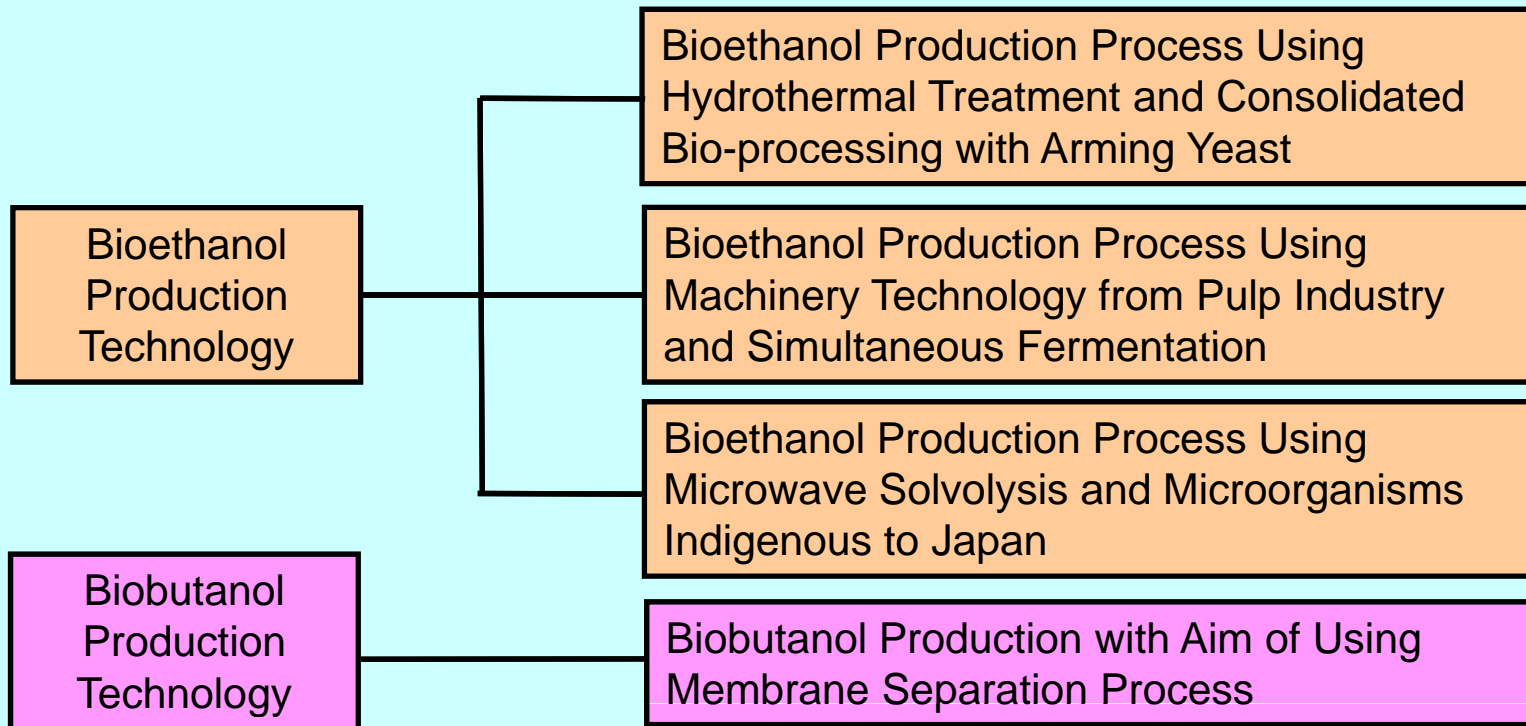 Bioethanol Production Process Using
Hydrothermal Treatment and Consolidated
Bio-processing with Arming Yeast
Bioethanol
Production
Technology
Bioethanol Production Process Using
Machinery Technology from Pulp Industry
and Simultaneous Fermentation
Bioethanol Production Process Using
Microwave Solvolysis and Microorganisms
Indigenous to Japan
Biobutanol
Production
Technology
Biobutanol Production with Aim of Using
Membrane Separation Process